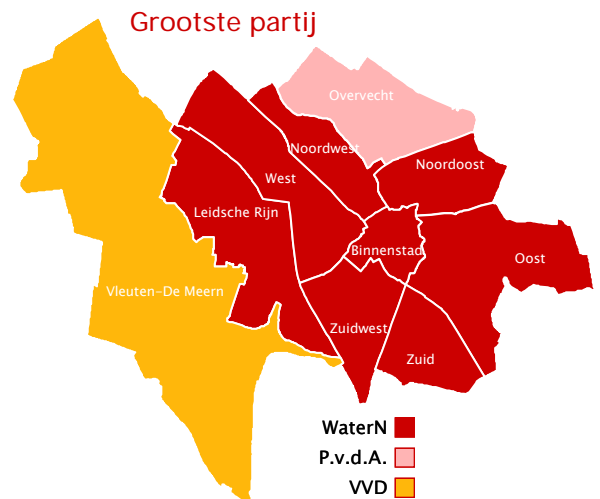 Grootste partij
Overvecht
Noordwest
Noordoost
West
Leidsche Rijn
Binnenstad
Oost
Vleuten-De Meern
Zuidwest
Zuid
WaterN
P.v.d.A.
VVD